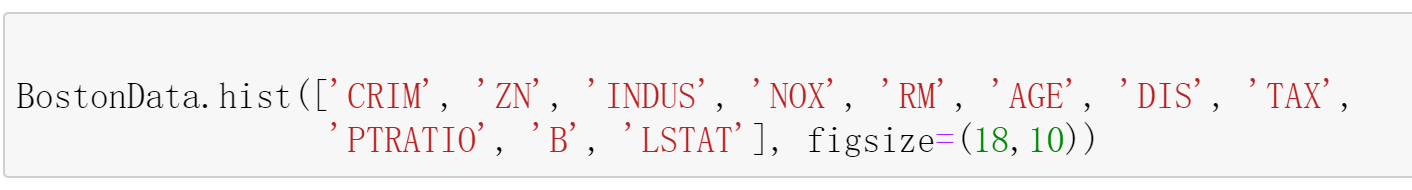 BostonData.hist(['CRIM', 'ZN', 'INDUS', 'NOX', 'RM', 'AGE', 'DIS', 'TAX',
'PTRATIO', 'B', 'LSTAT'], figsize=(18,10))